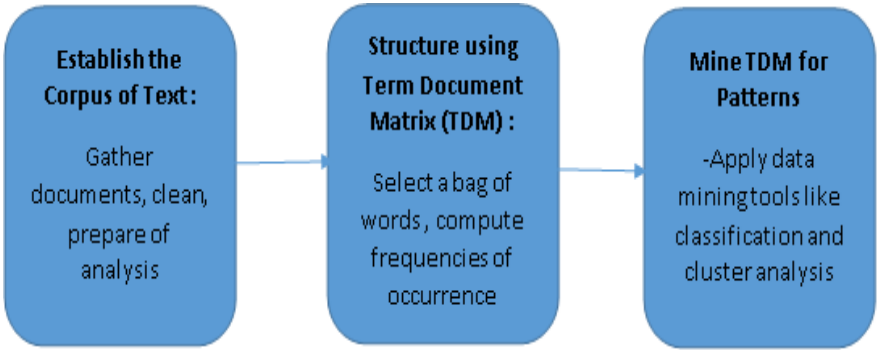 Establish the
Corpus of Text :
Gather
documents, clean,
prepare of
analysis
Structure using
Term Document
Matrix (TDM) :
Select a bag of
words , compute
frequencies of
occurrence
Mine TDM for
Patterns
-Apply data
mining tools like
classification and
cluster analysis